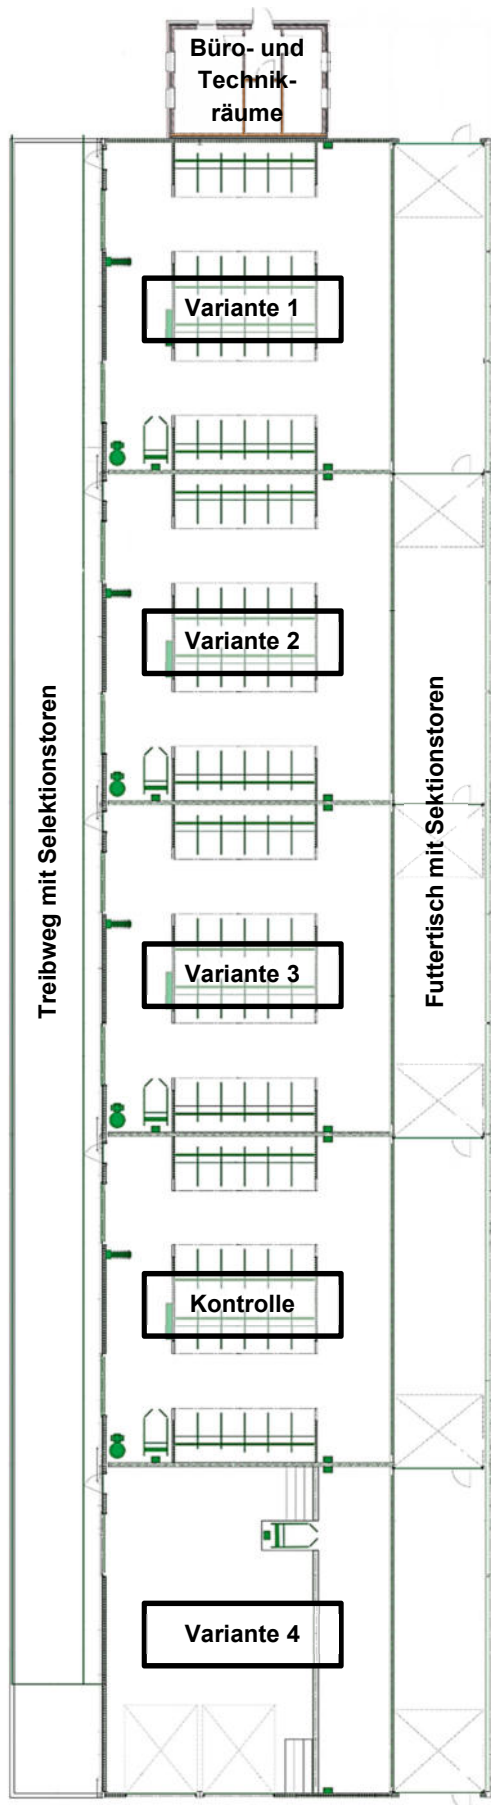 Büro- und
Technik-
räume
Variante 1
Variante 2
Treibweg mit Selektionstoren
Futtertisch mit Sektionstoren
Variante 3
Kontrolle
Variante 4